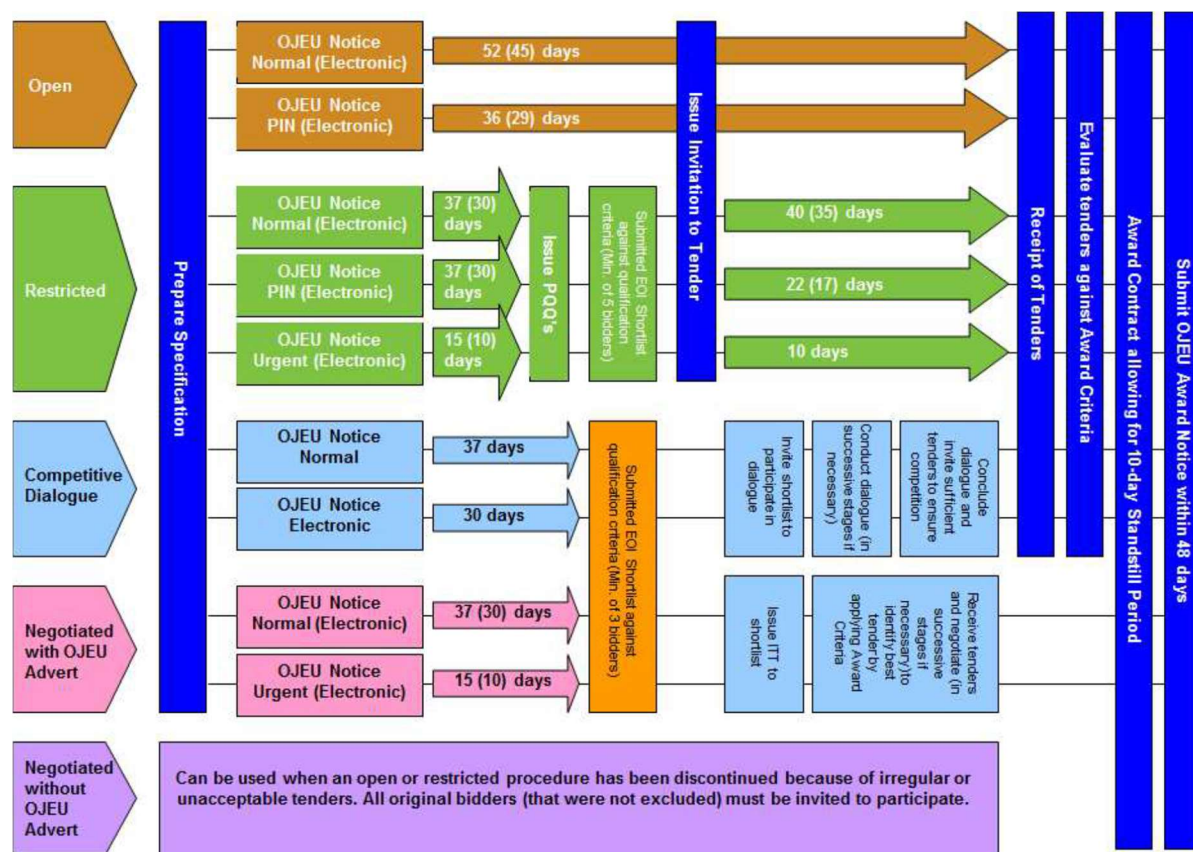 Open
OJEU Notice
Normal (Electronic)
52 (45) days
OJEU Notice
PIN (Electronic)
36 (29) days
Restricted
OJEU Notice
Normal (Electronic)
37 (30)
days
40 (35) days
OJEU Notice
PIN (Electronic)
37 (30)
days
22 (17) days
OJEU Notice
Urgent (Electronic)
15 (10)
days
10 days
Prepare Specification
Issue PQQ's
Submitted EOI Shortlist
against qualification
criteria (Min. of 5 bidders)
Issue Invitation to Tender
Receipt of Tenders
Evaluate tenders against Award Criteria
Award Contract allowing for 10-day Standstill Period
Submit OJEU Award Notice within 48 days
Competitive
Dialogue
OJEU Notice
Normal
37 days
OJEU Notice
Electronic
30 days
Submitted EOI Shortlist against
qualification criteria (Min. of 3 bidders)
Invite shortlist to
participate in
dialogue
Conduct dialogue (in
successive stages if
necessary)
Conclude
dialogue and
invite sufficient
tenders to ensure
competition
Negotiated
with OJEU
Advert
OJEU Notice
Normal (Electronic)
37 (30) days
OJEU Notice
Urgent (Electronic)
15 (10) days
Issue ITT to
shortlist
Receive tenders
and negotiate (in
successive
stages if
necessary)to
identify best
tender by
applying Award
Criteria
Negotiated
without
OJEU
Advert
Can be used when an open or restricted procedure has been discontinued because of irregular or
unacceptable tenders. All original bidders (that were not excluded) must be invited to participate.